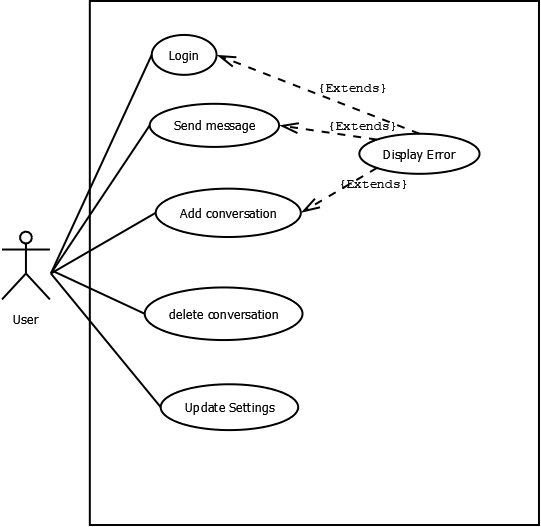 Login
{Extends}
Send message
{Extends}
Display Error
{Extends}
Add conversation
User
delete conversation
Update Settings